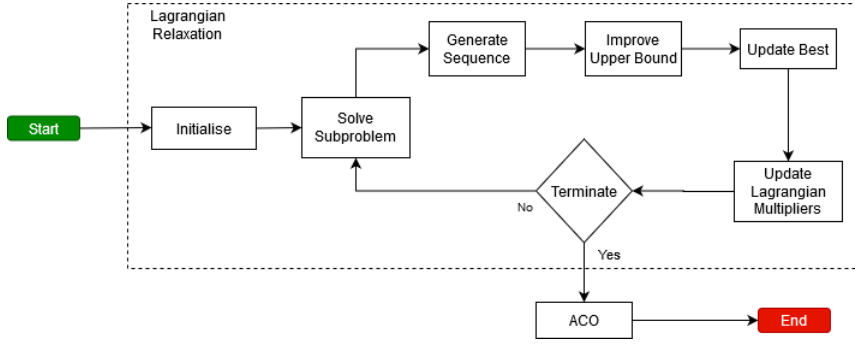 Lagrangian
Relaxation
Generate
Sequence
Improve
Upper Bound
Update Best
Start
Initialise
Solve
Subproblem
Terminate
Update
Lagrangian
Multipliers
No
Yes
ACO
End